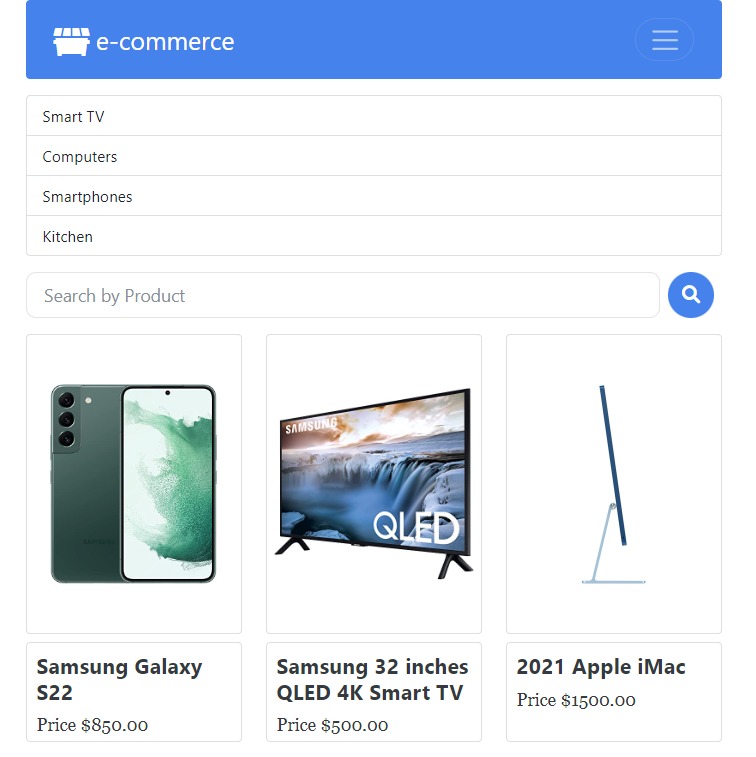 e-commerce
Smart TV
Computers
Smartphones
Kitchen
Search by Product
SAMSUNG
SAMSUNG
QLED
Samsung Galaxy
S22
Samsung 32 inches
QLED 4K Smart TV
2021 Apple iMac
Price $850.00
Price $500.00
Price $1500.00